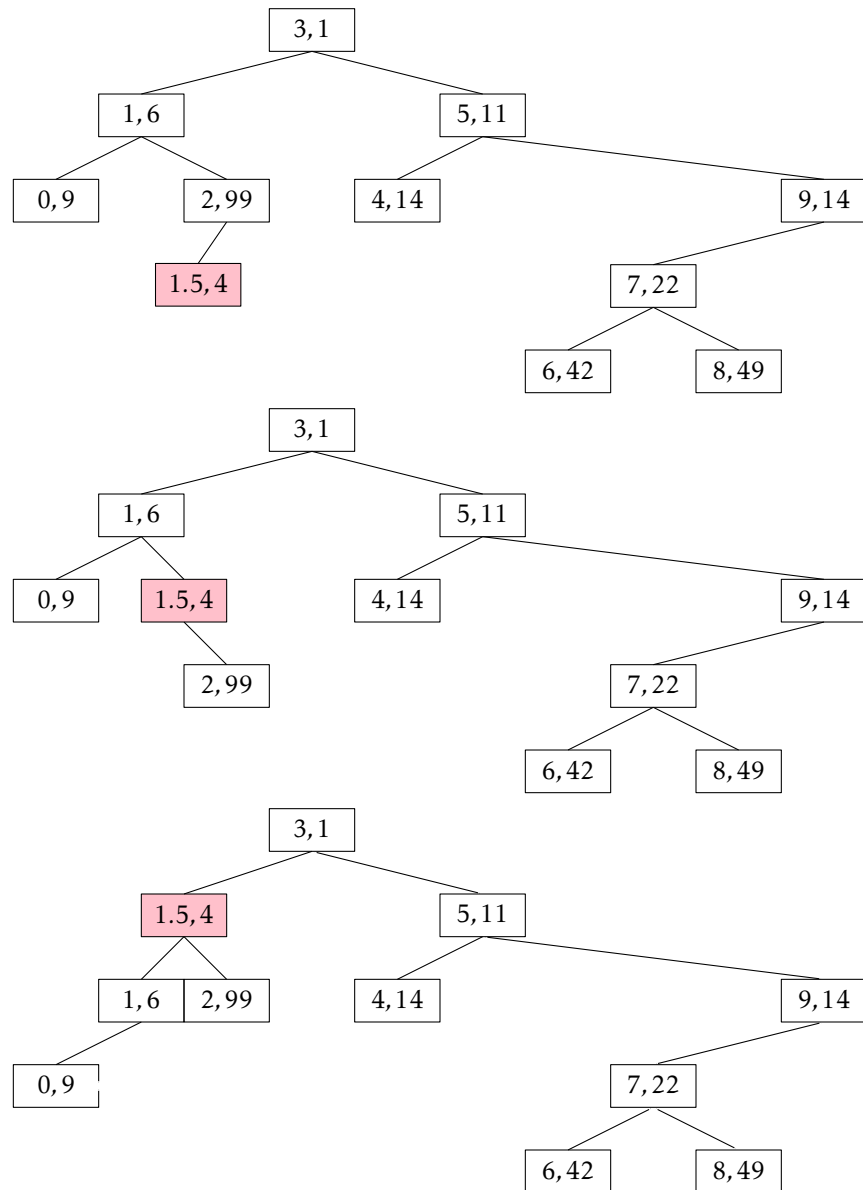 3, 1
1, 6 5, 11
0, 9 2, 99 4, 14 9, 14
1.5, 4 7, 22
6, 42 8, 49
3, 1
1, 6 5, 11
0, 9 1.5, 4 4, 14 9, 14
2, 99 7, 22
6, 42 8, 49
3, 1
1.5, 4 5, 11
1, 6 2, 99 4, 14 9, 14
0, 9 7, 22
6, 42 8, 49